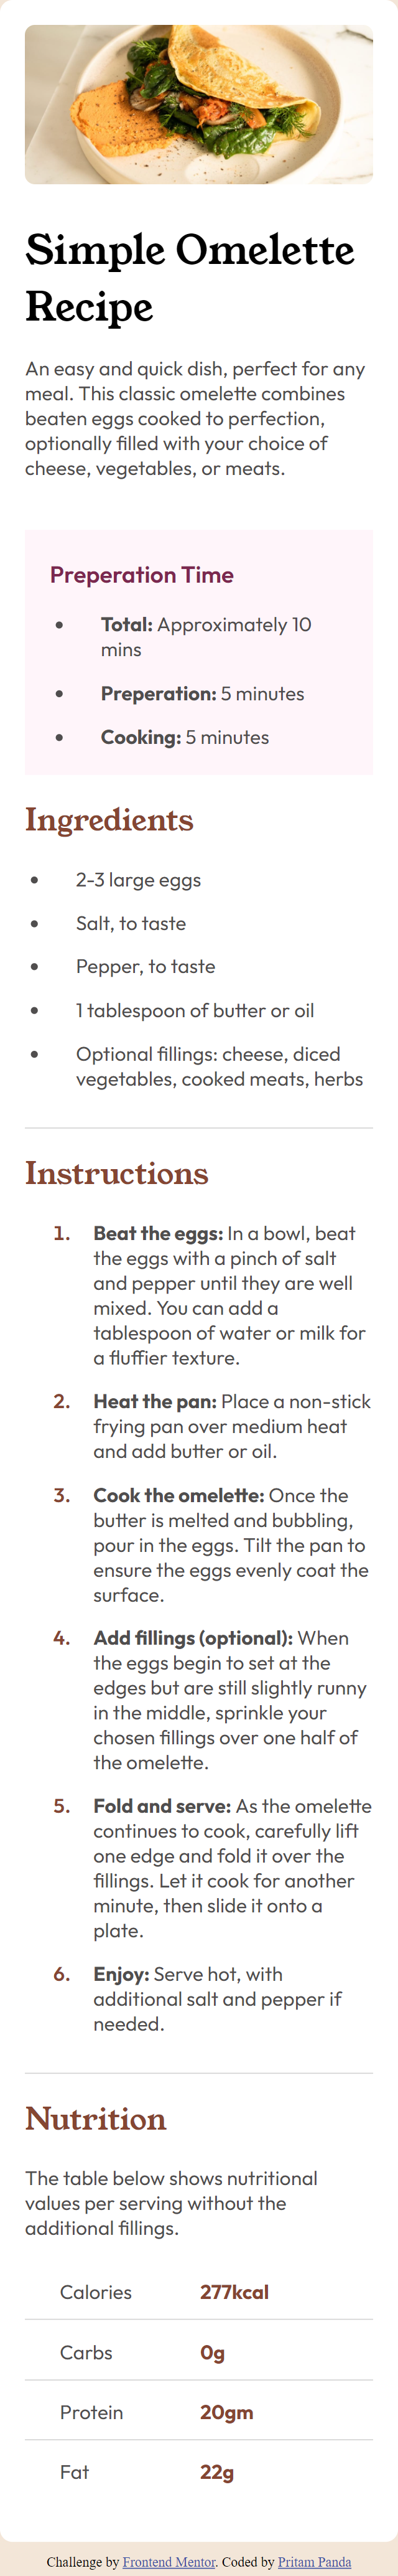 Simple Omelette
Recipe
An easy and quick dish, perfect for any
meal. This classic omelette combines
beaten eggs cooked to perfection,
optionally filled with your choice of
cheese, vegetables, or meats.
Preperation Time
• Total: Approximately 10
mins
• Preperation: 5 minutes
• Cooking: 5 minutes
Ingredients
• 2-3 large eggs
• Salt, to taste
• Pepper, to taste
• 1 tablespoon of butter or oil
• Optional fillings: cheese, diced
vegetables, cooked meats, herbs
Instructions
1. Beat the eggs: In a bowl, beat
the eggs with a pinch of salt
and pepper until they are well
mixed. You can add a
tablespoon of water or milk for
a fluffier texture.
2. Heat the pan: Place a non-stick
frying pan over medium heat
and add butter or oil.
3. Cook the omelette: Once the
butter is melted and bubbling,
pour in the eggs. Tilt the pan to
ensure the eggs evenly coat the
surface.
4. Add fillings (optional): When
the eggs begin to set at the
edges but are still slightly runny
in the middle, sprinkle your
chosen fillings over one half of
the omelette.
5. Fold and serve: As the omelette
continues to cook, carefully lift
one edge and fold it over the
fillings. Let it cook for another
minute, then slide it onto a
plate.
6. Enjoy: Serve hot, with
additional salt and pepper if
needed.
Nutrition
The table below shows nutritional
values per serving without the
additional fillings.
Calories 277kcal
Carbs 0g
Protein 20gm
Fat 22g
Challenge by Frontend Mentor. Coded by Pritam Panda